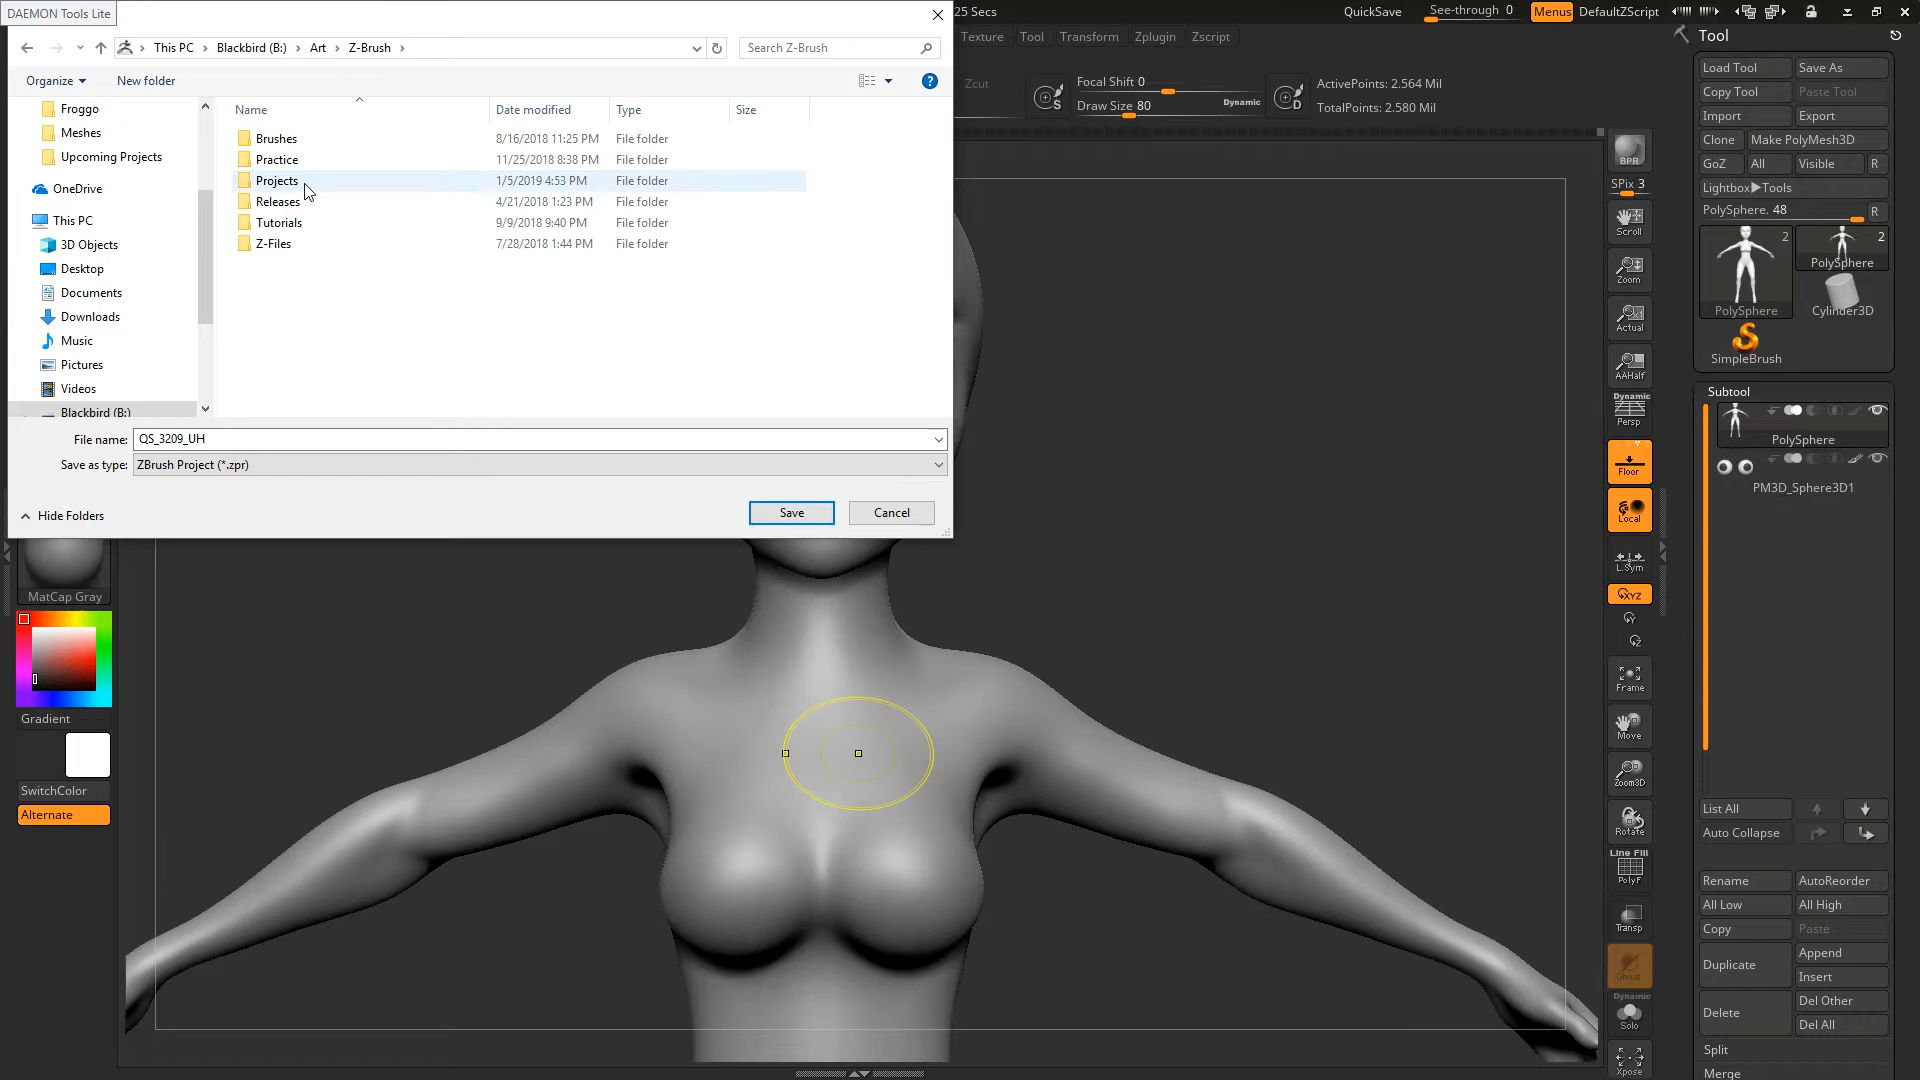 DAEMON Tools Lite
25 Secs
QuickSave
See-through 0
Menus
DefaultZScript
Texture
Tool
Transform
Zplugin
Zscript
This PC
Blackbird (B:)
Art
Z-Brush
Search Z-Brush
Organize
New folder
Froggo
Meshes
Upcoming Projects
OneDrive
This PC
3D Objects
Desktop
Documents
Downloads
Music
Pictures
Videos
Blackbird (B:)
Name
Date modified
Type
Size
Brushes 8/16/2018 11:25 PM File folder
Practice 11/25/2018 8:38 PM File folder
Projects 1/5/2019 4:53 PM File folder
Releases 4/21/2018 1:23 PM File folder
Tutorials 9/9/2018 9:40 PM File folder
Z-Files 7/28/2018 1:44 PM File folder
File name: QS_3209_UH
Save as type: ZBrush Project (*.zpr)
Hide Folders
Save
Cancel
Zcut
S
Focal Shift 0
Draw Size 80
Dynamic
D
ActivePoints: 2.564 Mil
TotalPoints: 2.580 Mil
MatCap Gray
Gradient
SwitchColor
Alternate
BPR
SPix 3
Scroll
Zoom
Actual
AAHalf
Dynamic
Persp
Floor
Local
L.Sym
XYZ
Frame
Move
Zoom3D
Rotate
Line Fill
PolyF
Transp
Ghost
Dynamic
Solo
Xpose
Tool
Load Tool
Save As
Copy Tool
Paste Tool
Import
Export
Clone
Make PolyMesh3D
GoZ
All
Visible
R
Lightbox▶Tools
PolySphere. 48
R
2
PolySphere
2
PolySphere
Cylinder3D
SimpleBrush
Subtool
PolySphere
PM3D_Sphere3D1
List All
Auto Collapse
Rename
AutoReorder
All Low
All High
Copy
Paste
Duplicate
Append
Insert
Delete
Del Other
Del All
Split
Merge